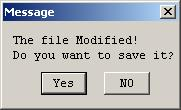 Message
The file Modified!
Do you want to save it?
Yes
NO